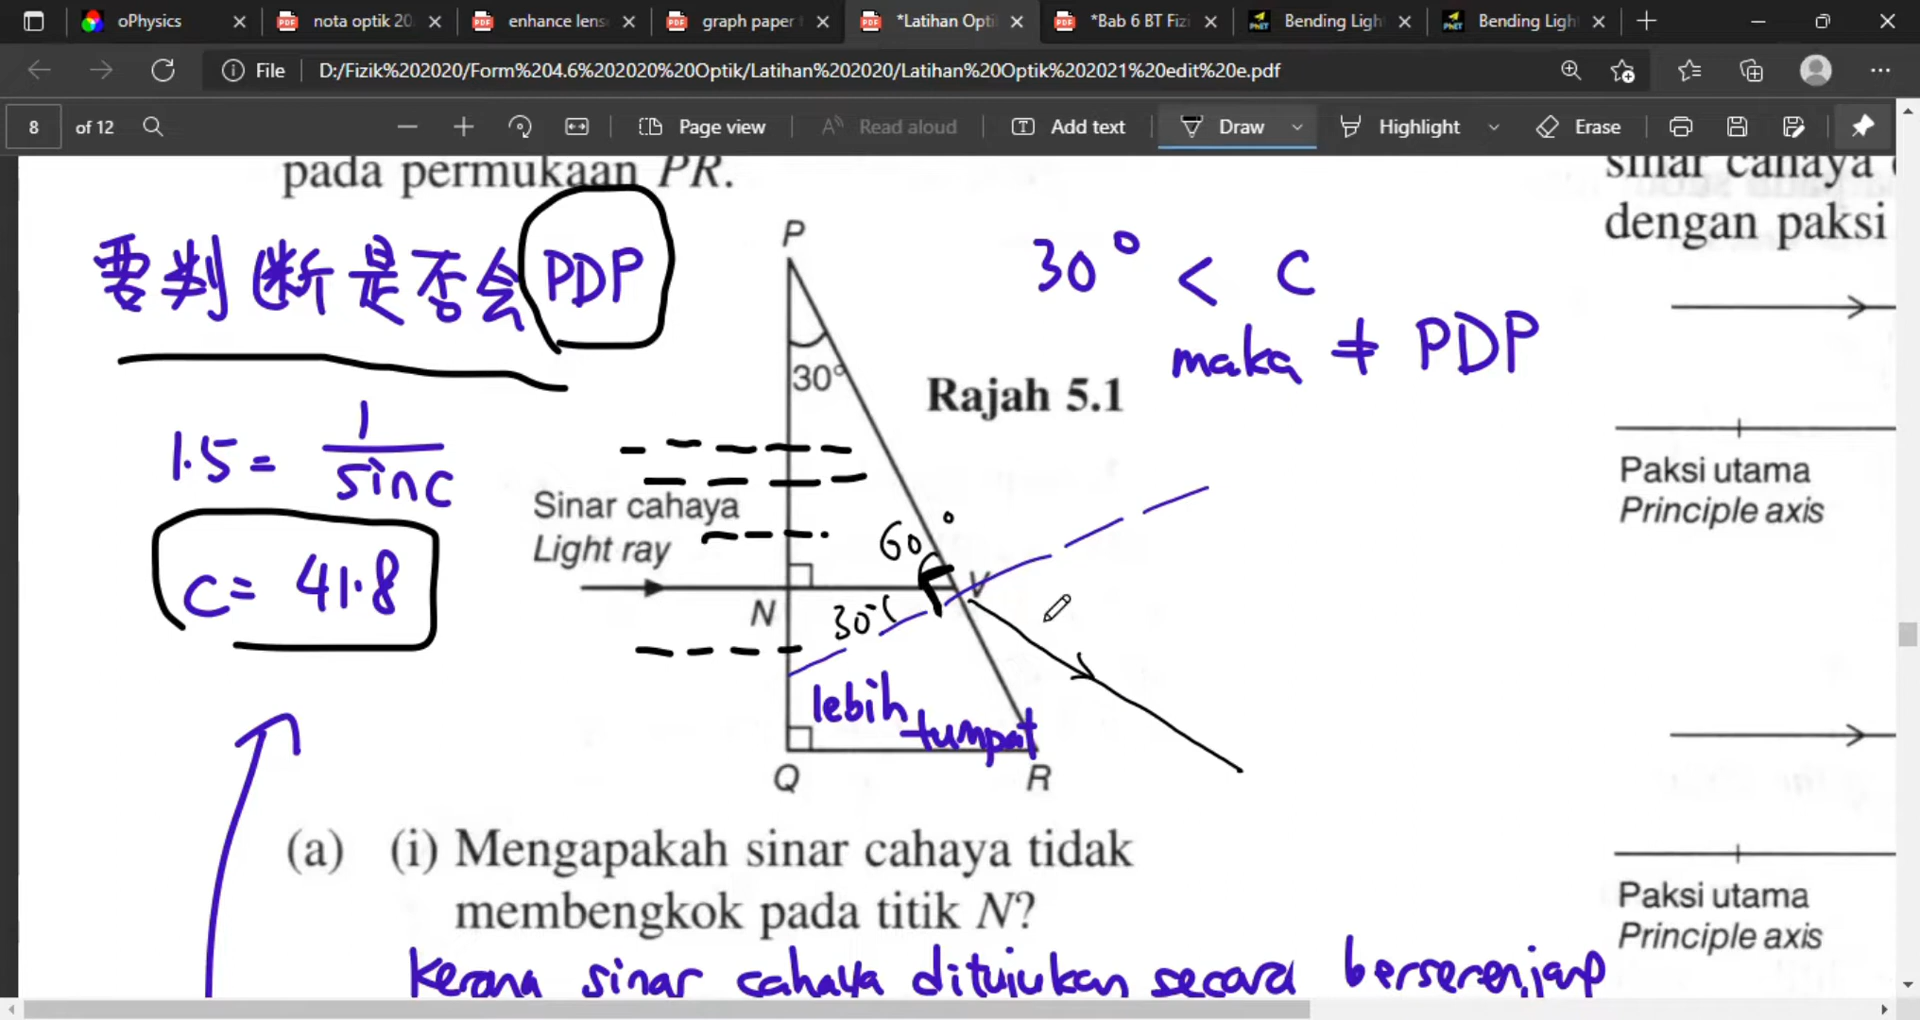 oPhysics
nota optik 20
enhance lens
graph paper
*Latihan Opti
*Bab 6 BT Fizi
Bending Ligh
Bending Ligh
File
D:/Fizik%202020/Form%204.6%202020%20Optik/Latihan%202020/Latihan%20Optik%202021%20edit%20e.pdf
8 of 12
Page view
Read aloud
Add text
Draw
Highlight
Erase
pada permukaan PR.
要判断是否会 PDP
1.5 = 1/sin c
c = 41.8
P
30°
Rajah 5.1
30° < c
maka ≠ PDP
Sinar cahaya
Light ray
60°
N
30°
V
lebih
tumpat
Q
R
(a) (i) Mengapakah sinar cahaya tidak
membengkok pada titik N?
kerana sinar cahaya ditujukan secara berserenjang
sinar cahaya
dengan paksi
Paksi utama
Principle axis
Paksi utama
Principle axis